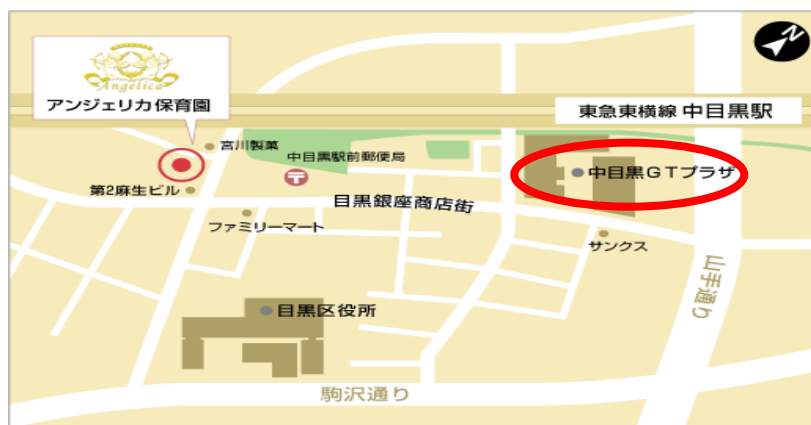 N
Angelica
アンジェリカ保育園
東急東横線 中目黒駅
宮川製菓
中目黒駅前郵便局
中目黒GTプラザ
第2麻生ビル
目黒銀座商店街
ファミリーマート
サンクス
山手通り
目黒区役所
駒沢通り